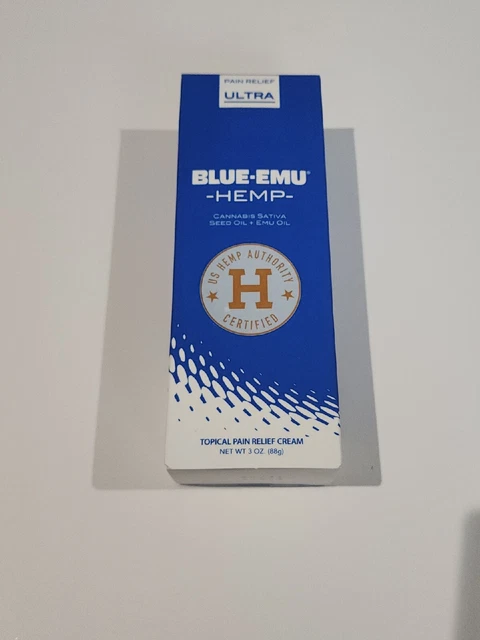 PAIN RELIEF
ULTRA
BLUE-EMU®
-HEMP-
CANNABIS SATIVA
SEED OIL + EMU OIL
US HEMP AUTHORITY
H
CERTIFIED
TOPICAL PAIN RELIEF CREAM
NET WT 3 OZ (88g)